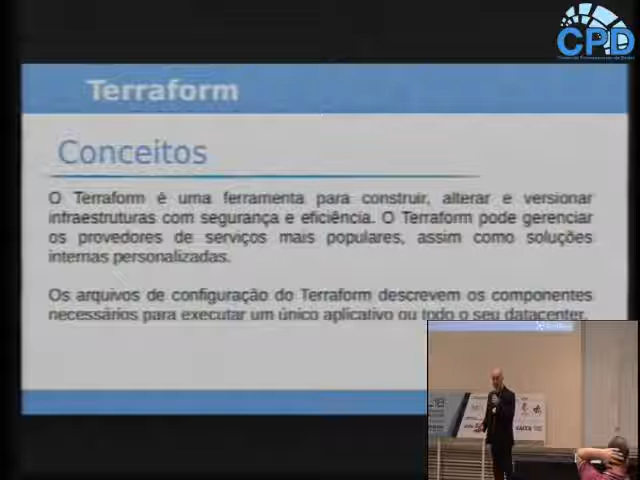 CPD
Terraform
Conceitos
O Terraform é uma ferramenta para construir, alterar e versionar
infraestruturas com segurança e eficiência. O Terraform pode gerenciar
os provedores de serviços mais populares, assim como soluções
internas personalizadas.
Os arquivos de configuração do Terraform descrevem os componentes
necessários para executar um único aplicativo ou todo o seu datacenter.